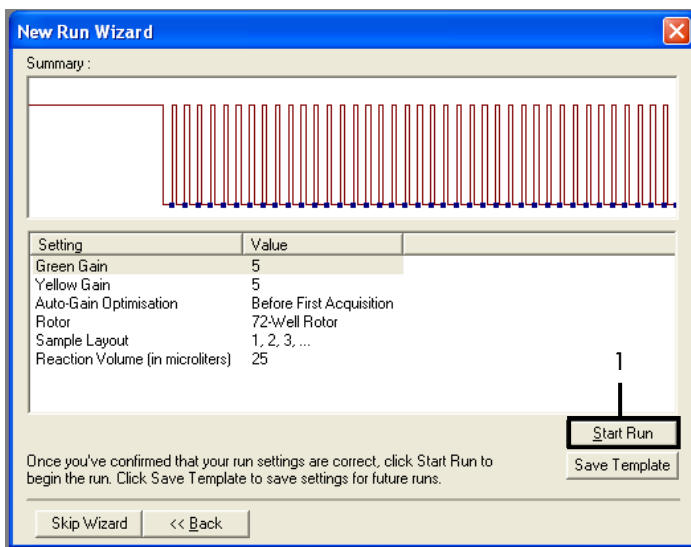 New Run Wizard
Summary :
Setting Value
Green Gain 5
Yellow Gain 5
Auto-Gain Optimisation Before First Acquisition
Rotor 72-Well Rotor
Sample Layout 1, 2, 3, ...
Reaction Volume (in microliters) 25
1
Start Run
Once you've confirmed that your run settings are correct, click Start Run to
begin the run. Click Save Template to save settings for future runs.
Save Template
Skip Wizard << Back